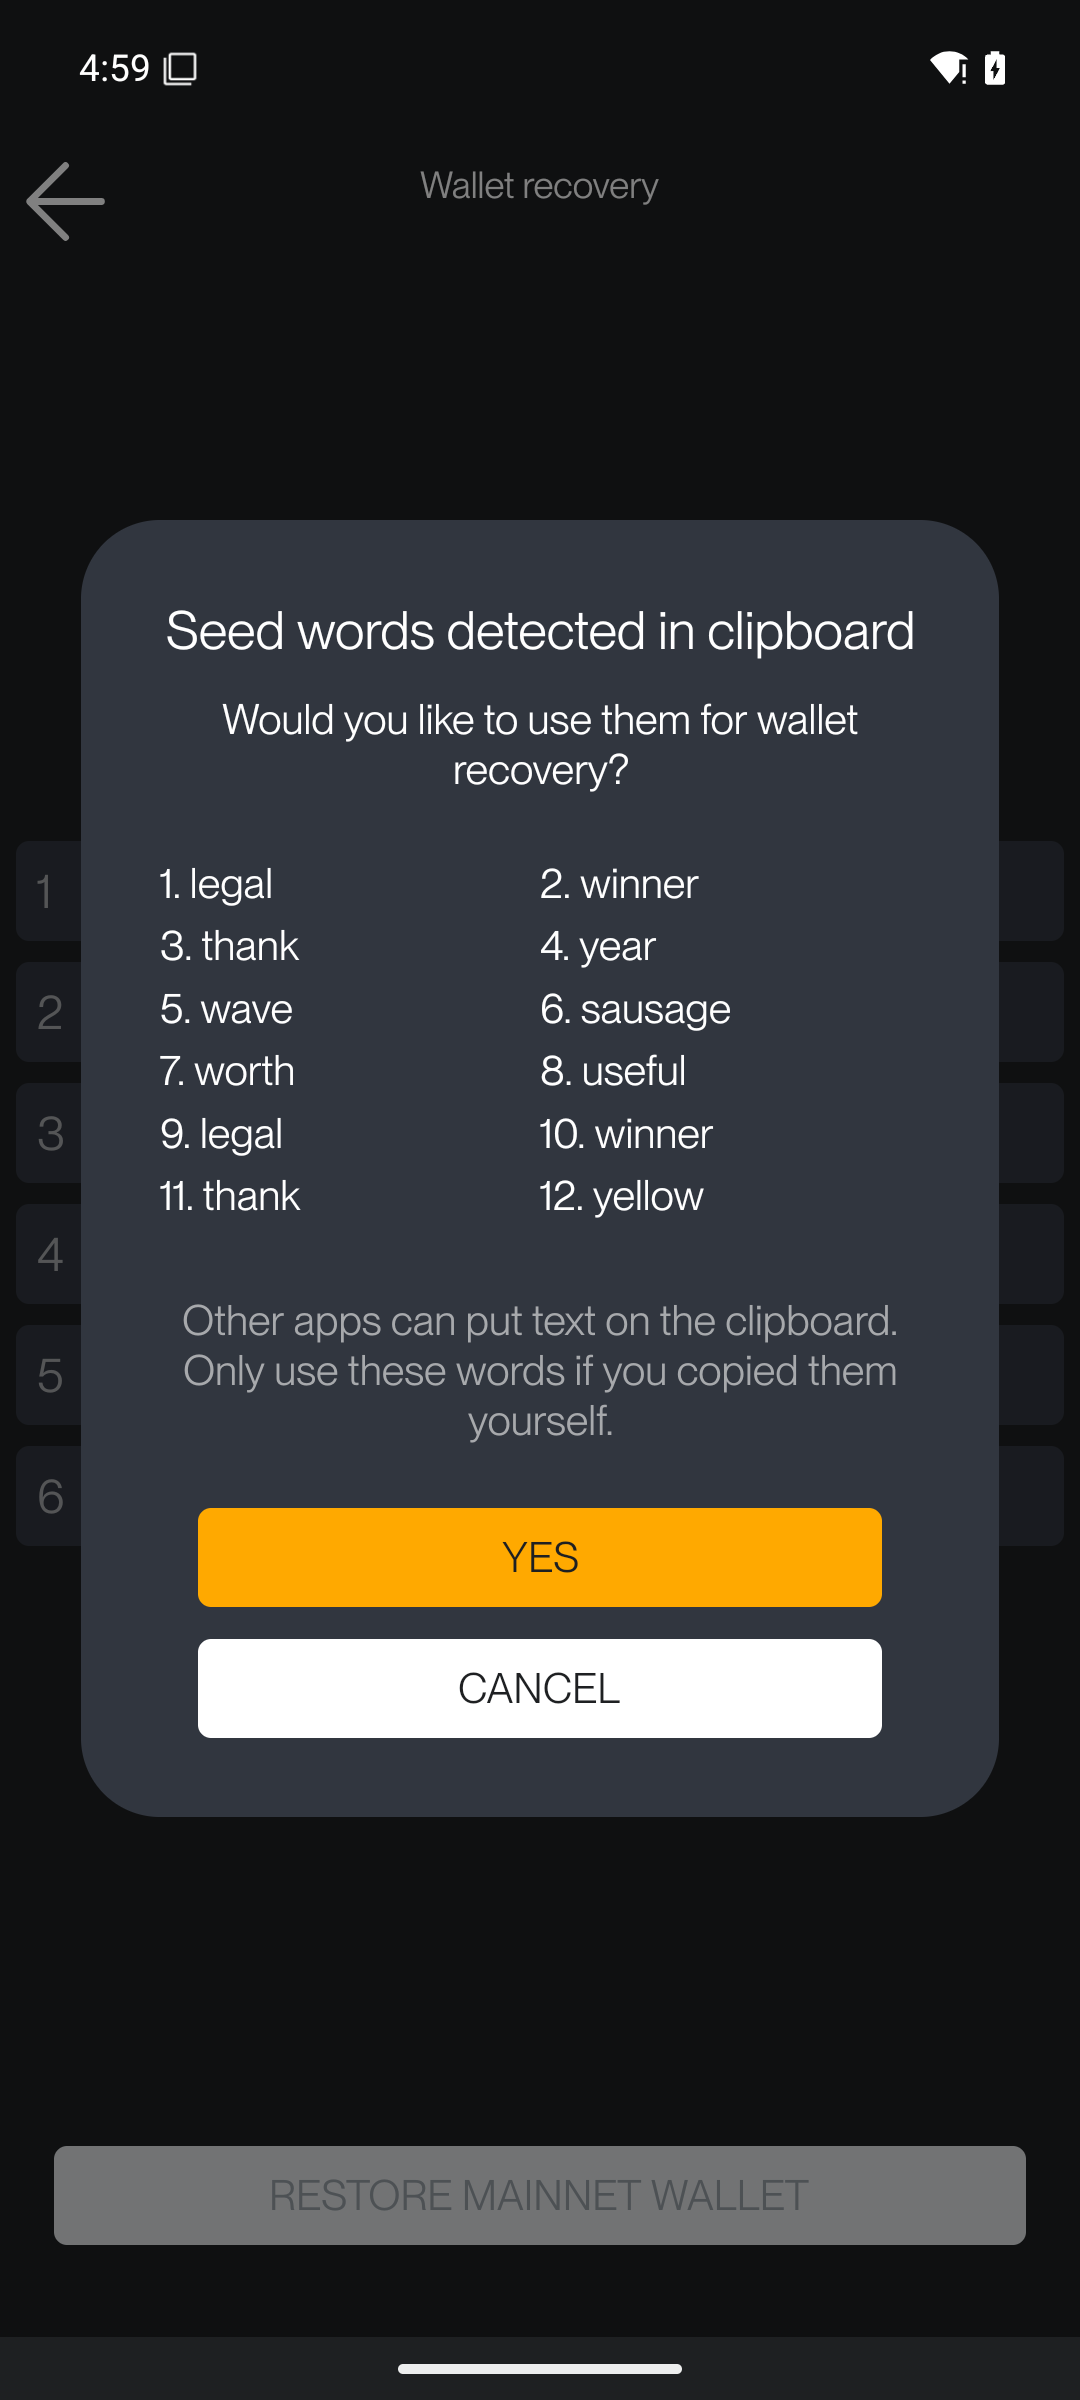 4:59
Wallet recovery
Seed words detected in clipboard
Would you like to use them for wallet
recovery?
1. legal
2. winner
3. thank
4. year
5. wave
6. sausage
7. worth
8. useful
9. legal
10. winner
11. thank
12. yellow
1
2
3
4
5
6
Other apps can put text on the clipboard.
Only use these words if you copied them
yourself.
YES
CANCEL
RESTORE MAINNET WALLET